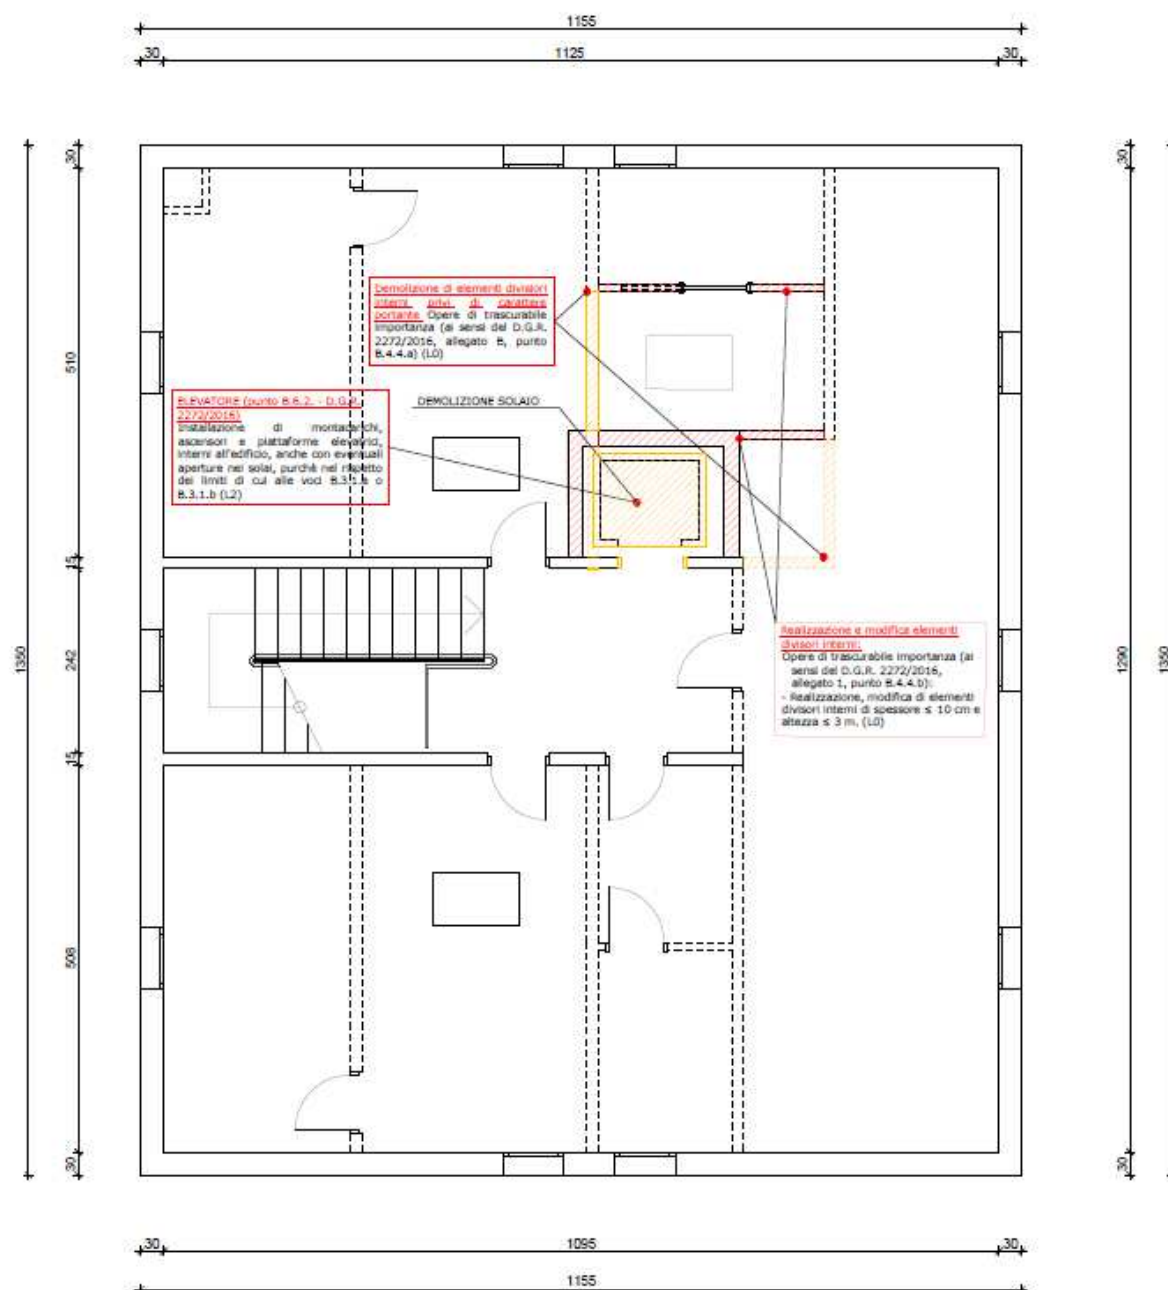 1155
30
1125
30
30
30
Demolizione di elementi divisori
interni privi di carattere
portante Opere di trascurabile
importanza (ai sensi del D.G.R.
2272/2016, allegato B, punto
B.4.4.a) (L0)
510
ELEVATORE (punto B.6.2. - D.G.R.
2272/2016)
Installazione di montacarichi,
ascensori e piattaforme elevatrici,
interni all'edificio, anche con eventuali
aperture nei solai, purchè nel rispetto
dei limiti di cui alle voci B.3.1.a o
B.3.1.b (L2)
DEMOLIZIONE SOLAIO
15
1350
242
1290
1350
Realizzazione e modifica elementi
divisori interni:
Opere di trascurabile importanza (ai
sensi del D.G.R. 2272/2016,
allegato 1, punto B.4.4.b):
- Realizzazione, modifica di elementi
divisori interni di spessore ≤ 10 cm e
altezza ≤ 3 m. (L0)
15
508
30
30
30
1095
30
1155